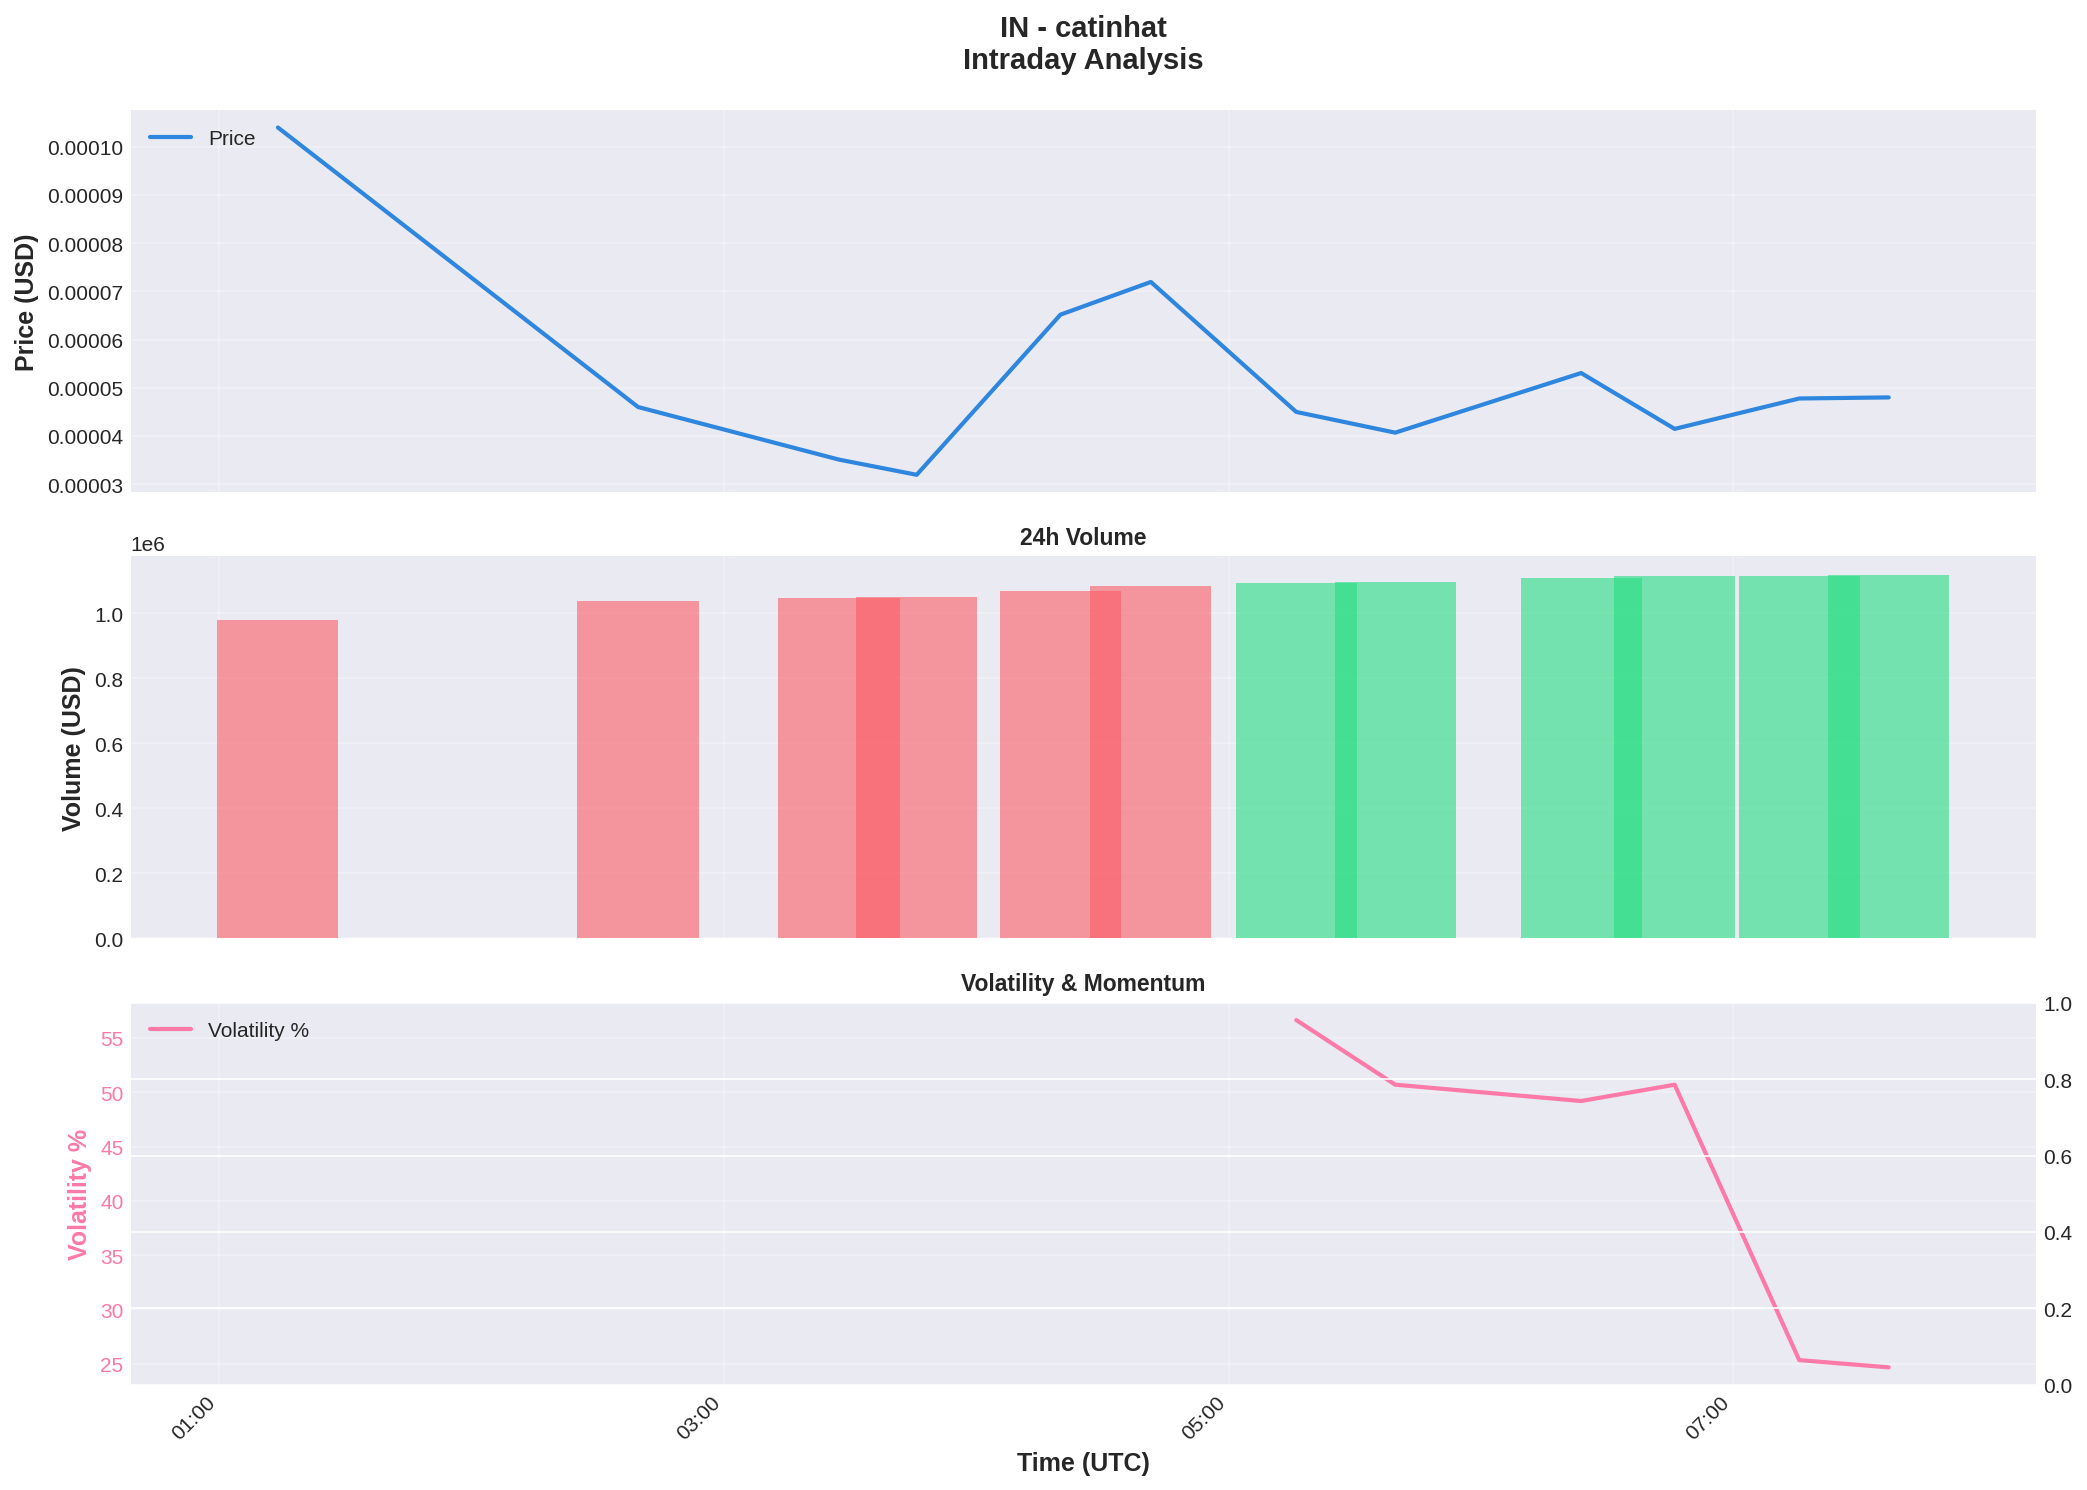 IN - catinhat
Intraday Analysis
Price
0.00010
0.00009
0.00008
0.00007
0.00006
0.00005
0.00004
0.00003
Price (USD)
24h Volume
1e6
1.0
0.8
0.6
0.4
0.2
0.0
Volume (USD)
Volatility & Momentum
Volatility %
55
50
45
40
35
30
25
Volatility %
1.0
0.8
0.6
0.4
0.2
0.0
01:00
03:00
05:00
07:00
Time (UTC)